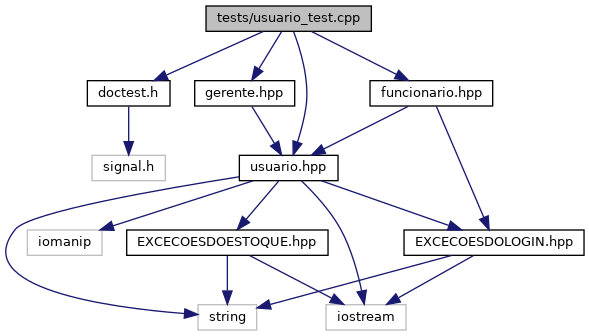 tests/usuario_test.cpp
doctest.h
gerente.hpp
funcionario.hpp
signal.h
usuario.hpp
iomanip
EXCECOESDOESTOQUE.hpp
EXCECOESDOLOGIN.hpp
string
iostream